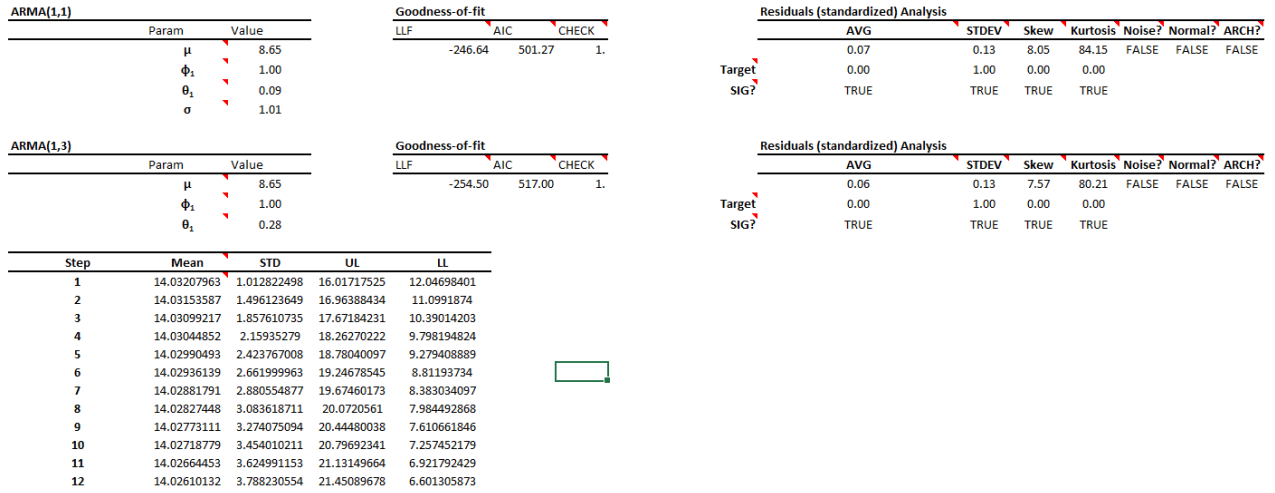 ARMA(1,1) Goodness-of-fit Residuals (standardized) Analysis
Param Value LLF AIC CHECK AVG STDEV Skew Kurtosis Noise? Normal? ARCH?
μ 8.65 -246.64 501.27 1. 0.07 0.13 8.05 84.15 FALSE FALSE FALSE
ϕ₁ 1.00 Target 0.00 1.00 0.00 0.00
θ₁ 0.09 SIG? TRUE TRUE TRUE TRUE
σ 1.01
ARMA(1,3) Goodness-of-fit Residuals (standardized) Analysis
Param Value LLF AIC CHECK AVG STDEV Skew Kurtosis Noise? Normal? ARCH?
μ 8.65 -254.50 517.00 1. 0.06 0.13 7.57 80.21 FALSE FALSE FALSE
ϕ₁ 1.00 Target 0.00 1.00 0.00 0.00
θ₁ 0.28 SIG? TRUE TRUE TRUE TRUE
Step Mean STD UL LL
1 14.03207963 1.012822498 16.01717525 12.04698401
2 14.03153587 1.496123649 16.96388434 11.0991874
3 14.03099217 1.857610735 17.67184231 10.39014203
4 14.03044852 2.15935279 18.26270222 9.798194824
5 14.02990493 2.423767008 18.78040097 9.279408889
6 14.02936139 2.661999963 19.24678545 8.81193734
7 14.02881791 2.880554877 19.67460173 8.383034097
8 14.02827448 3.083618711 20.0720561 7.984492868
9 14.02773111 3.274075094 20.44480038 7.610661846
10 14.02718779 3.454010211 20.79692341 7.257452179
11 14.02664453 3.624991153 21.13149664 6.921792429
12 14.02610132 3.788230554 21.45089678 6.601305873